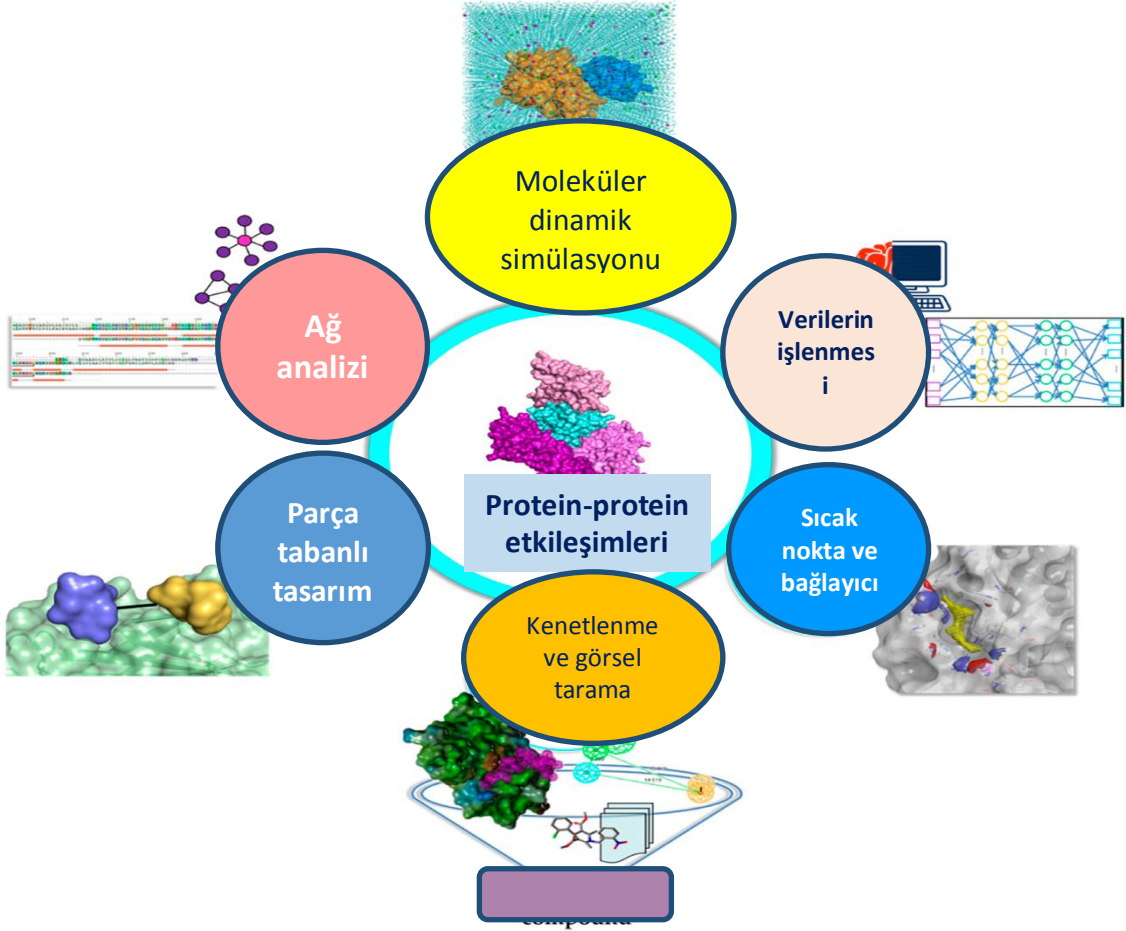 Moleküler
dinamik
simülasyonu
Ağ
analizi
Verilerin
işlenmes
i
Parça
tabanlı
tasarım
Protein-protein
etkileşimleri
Sıcak
nokta ve
bağlayıcı
Kenetlenme
ve görsel
tarama
compound